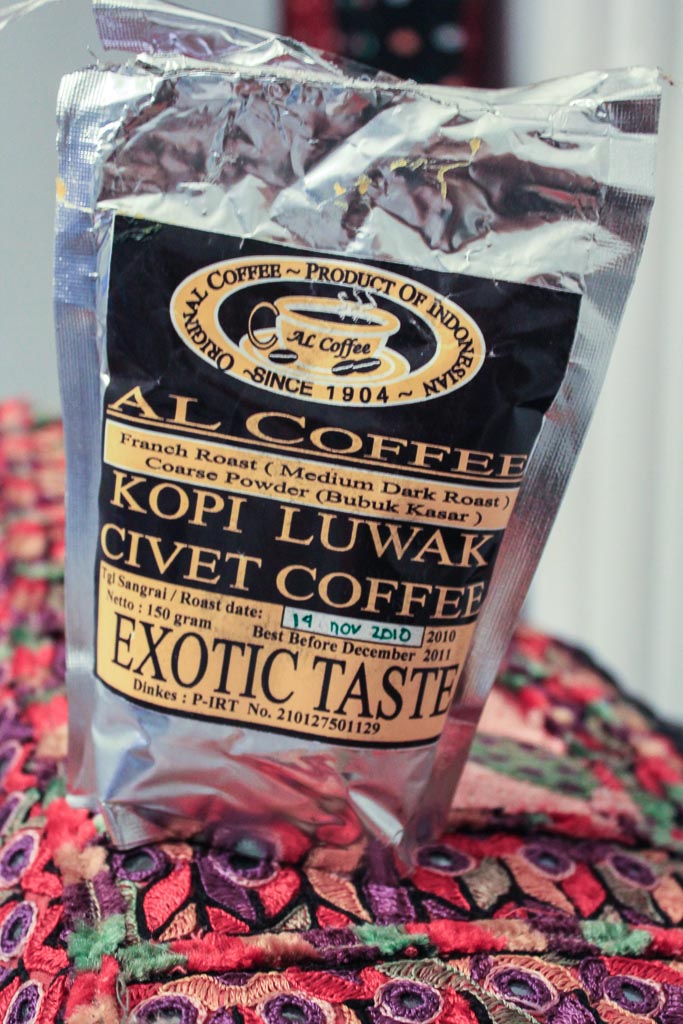 ORIGINAL COFFEE ~ PRODUCT OF INDONESIAN
AL Coffee
~SINCE 1904 ~
AL COFFEE
Franch Roast ( Medium Dark Roast )
Coarse Powder (Bubuk Kasar )
KOPI LUWAK
CIVET COFFEE
Tgl Sangrai / Roast date: 19 NOV 2010 2010
Netto : 150 gram Best Before December 2011
EXOTIC TASTE
Dinkes : P-IRT No. 210127501129